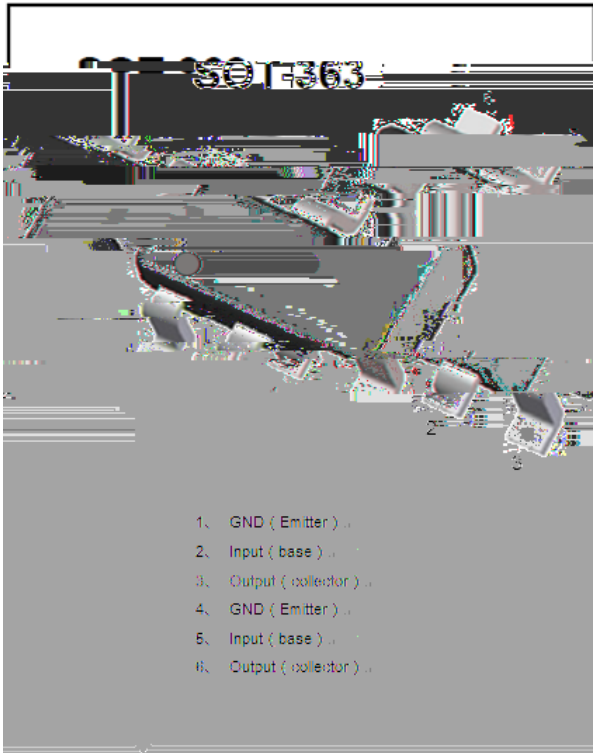 SOT-363
6
2
3
1、 GND ( Emitter )
2、 Input ( base )
3、 Output ( collector )
4、 GND ( Emitter )
5、 Input ( base )
6、 Output ( collector )